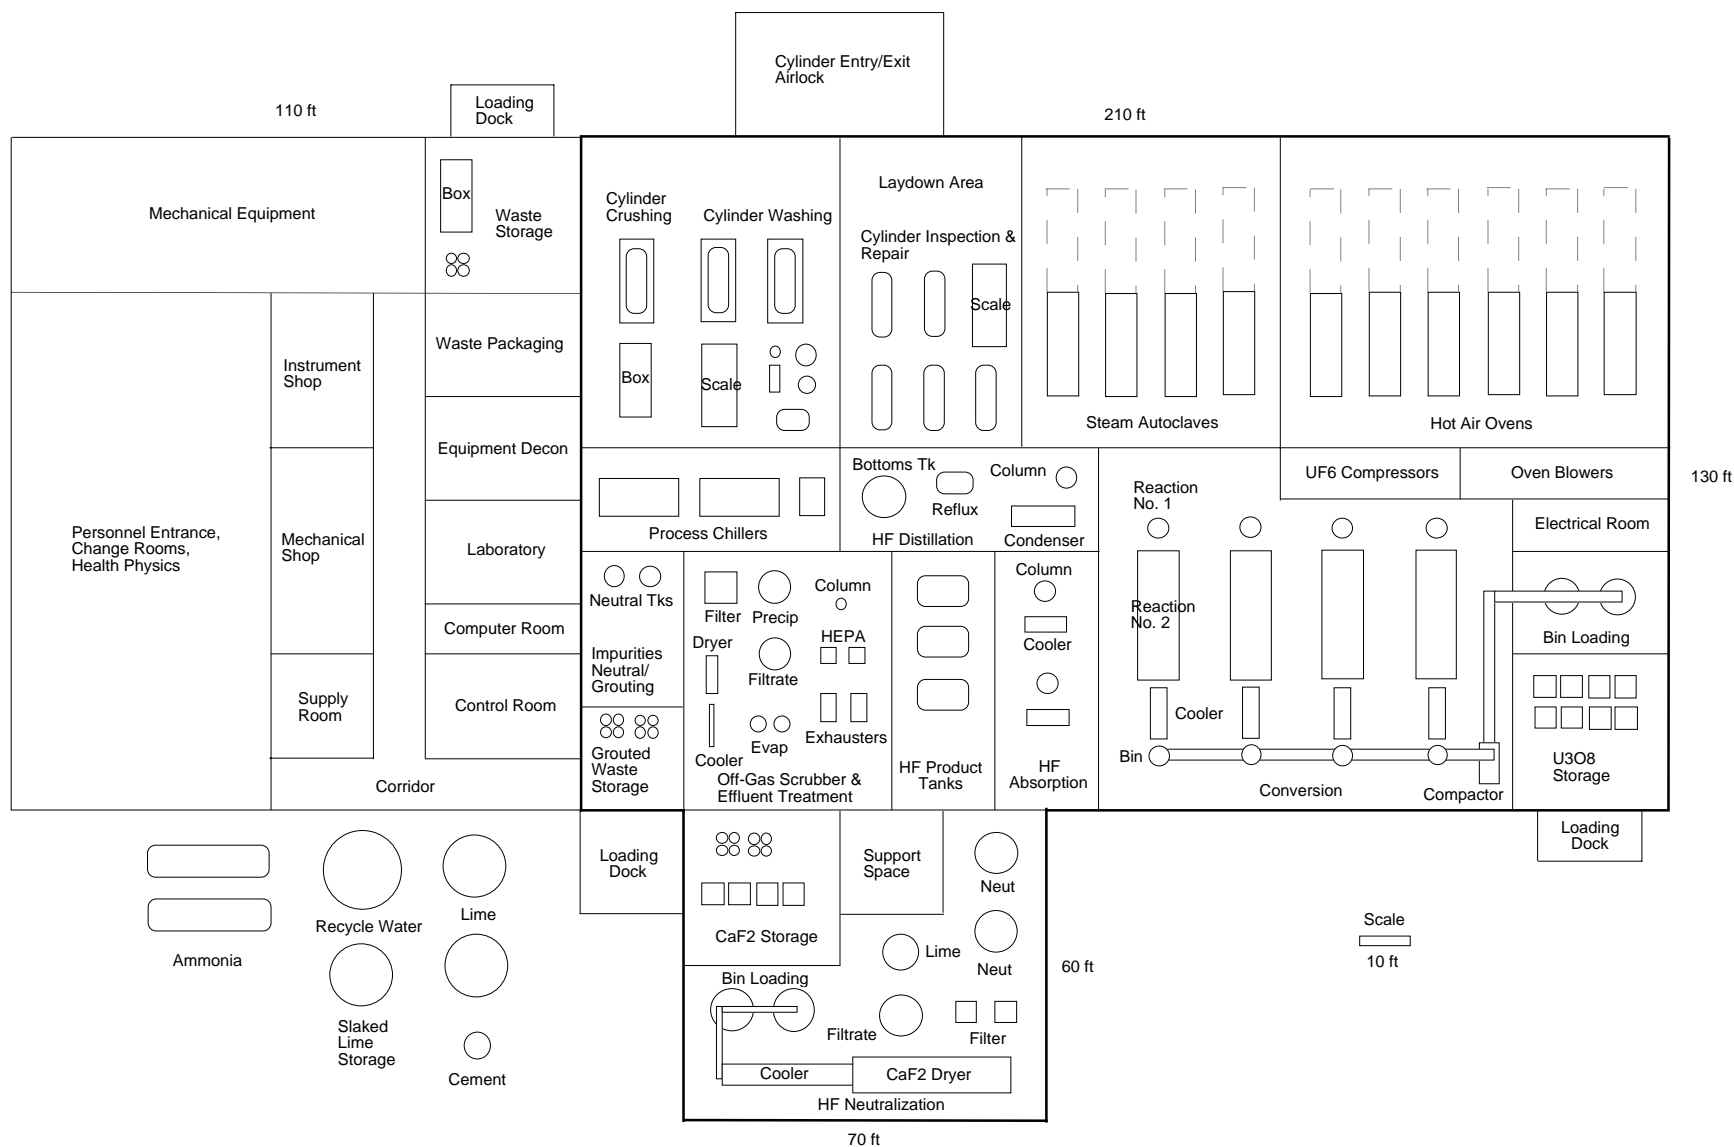 Cylinder Entry/Exit
Airlock
110 ft
Loading
Dock
210 ft
Mechanical Equipment
Box
Waste
Storage
Cylinder
Crushing
Cylinder Washing
Laydown Area
Cylinder Inspection &
Repair
Scale
Box
Scale
Steam Autoclaves
Hot Air Ovens
Instrument
Shop
Waste Packaging
Equipment Decon
Personnel Entrance,
Change Rooms,
Health Physics
Mechanical
Shop
Laboratory
Computer Room
Supply
Room
Control Room
Corridor
Process Chillers
Bottoms Tk
Reflux
Column
HF Distillation
Condenser
UF6 Compressors
Oven Blowers
130 ft
Reaction
No. 1
Electrical Room
Neutral Tks
Impurities
Neutral/
Grouting
Grouted
Waste
Storage
Filter
Precip
Column
Dryer
Filtrate
HEPA
Evap
Exhausters
Cooler
Off-Gas Scrubber &
Effluent Treatment
HF Product
Tanks
Column
Cooler
HF
Absorption
Reaction
No. 2
Cooler
Bin
Conversion
Compactor
Bin Loading
U3O8
Storage
Loading
Dock
Ammonia
Recycle Water
Lime
Slaked
Lime
Storage
Cement
Loading
Dock
Support
Space
Neut
CaF2 Storage
Lime
Neut
Bin Loading
Filtrate
Filter
Cooler
CaF2 Dryer
HF Neutralization
60 ft
70 ft
Scale
10 ft